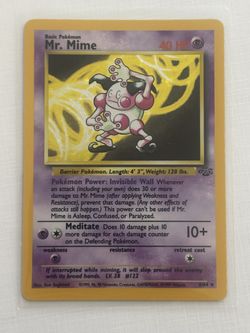 Basic Pokémon
Mr. Mime
40 HP
Barrier Pokémon. Length: 4' 3", Weight: 120 lbs.
Pokémon Power: Invisible Wall Whenever
an attack (including your own) does 30 or more
damage to Mr. Mime (after applying Weakness and
Resistance), prevent that damage. (Any other effects
of attacks still happen.) This power can't be used if Mr.
Mime is Asleep, Confused, or Paralyzed.
Meditate Does 10 damage plus 10
more damage for each damage counter on
the Defending Pokémon.
10+
weakness
resistance
retreat cost
If interrupted while miming, it will slap around the
enemy with its broad hands. LV. 28 #122
6/64